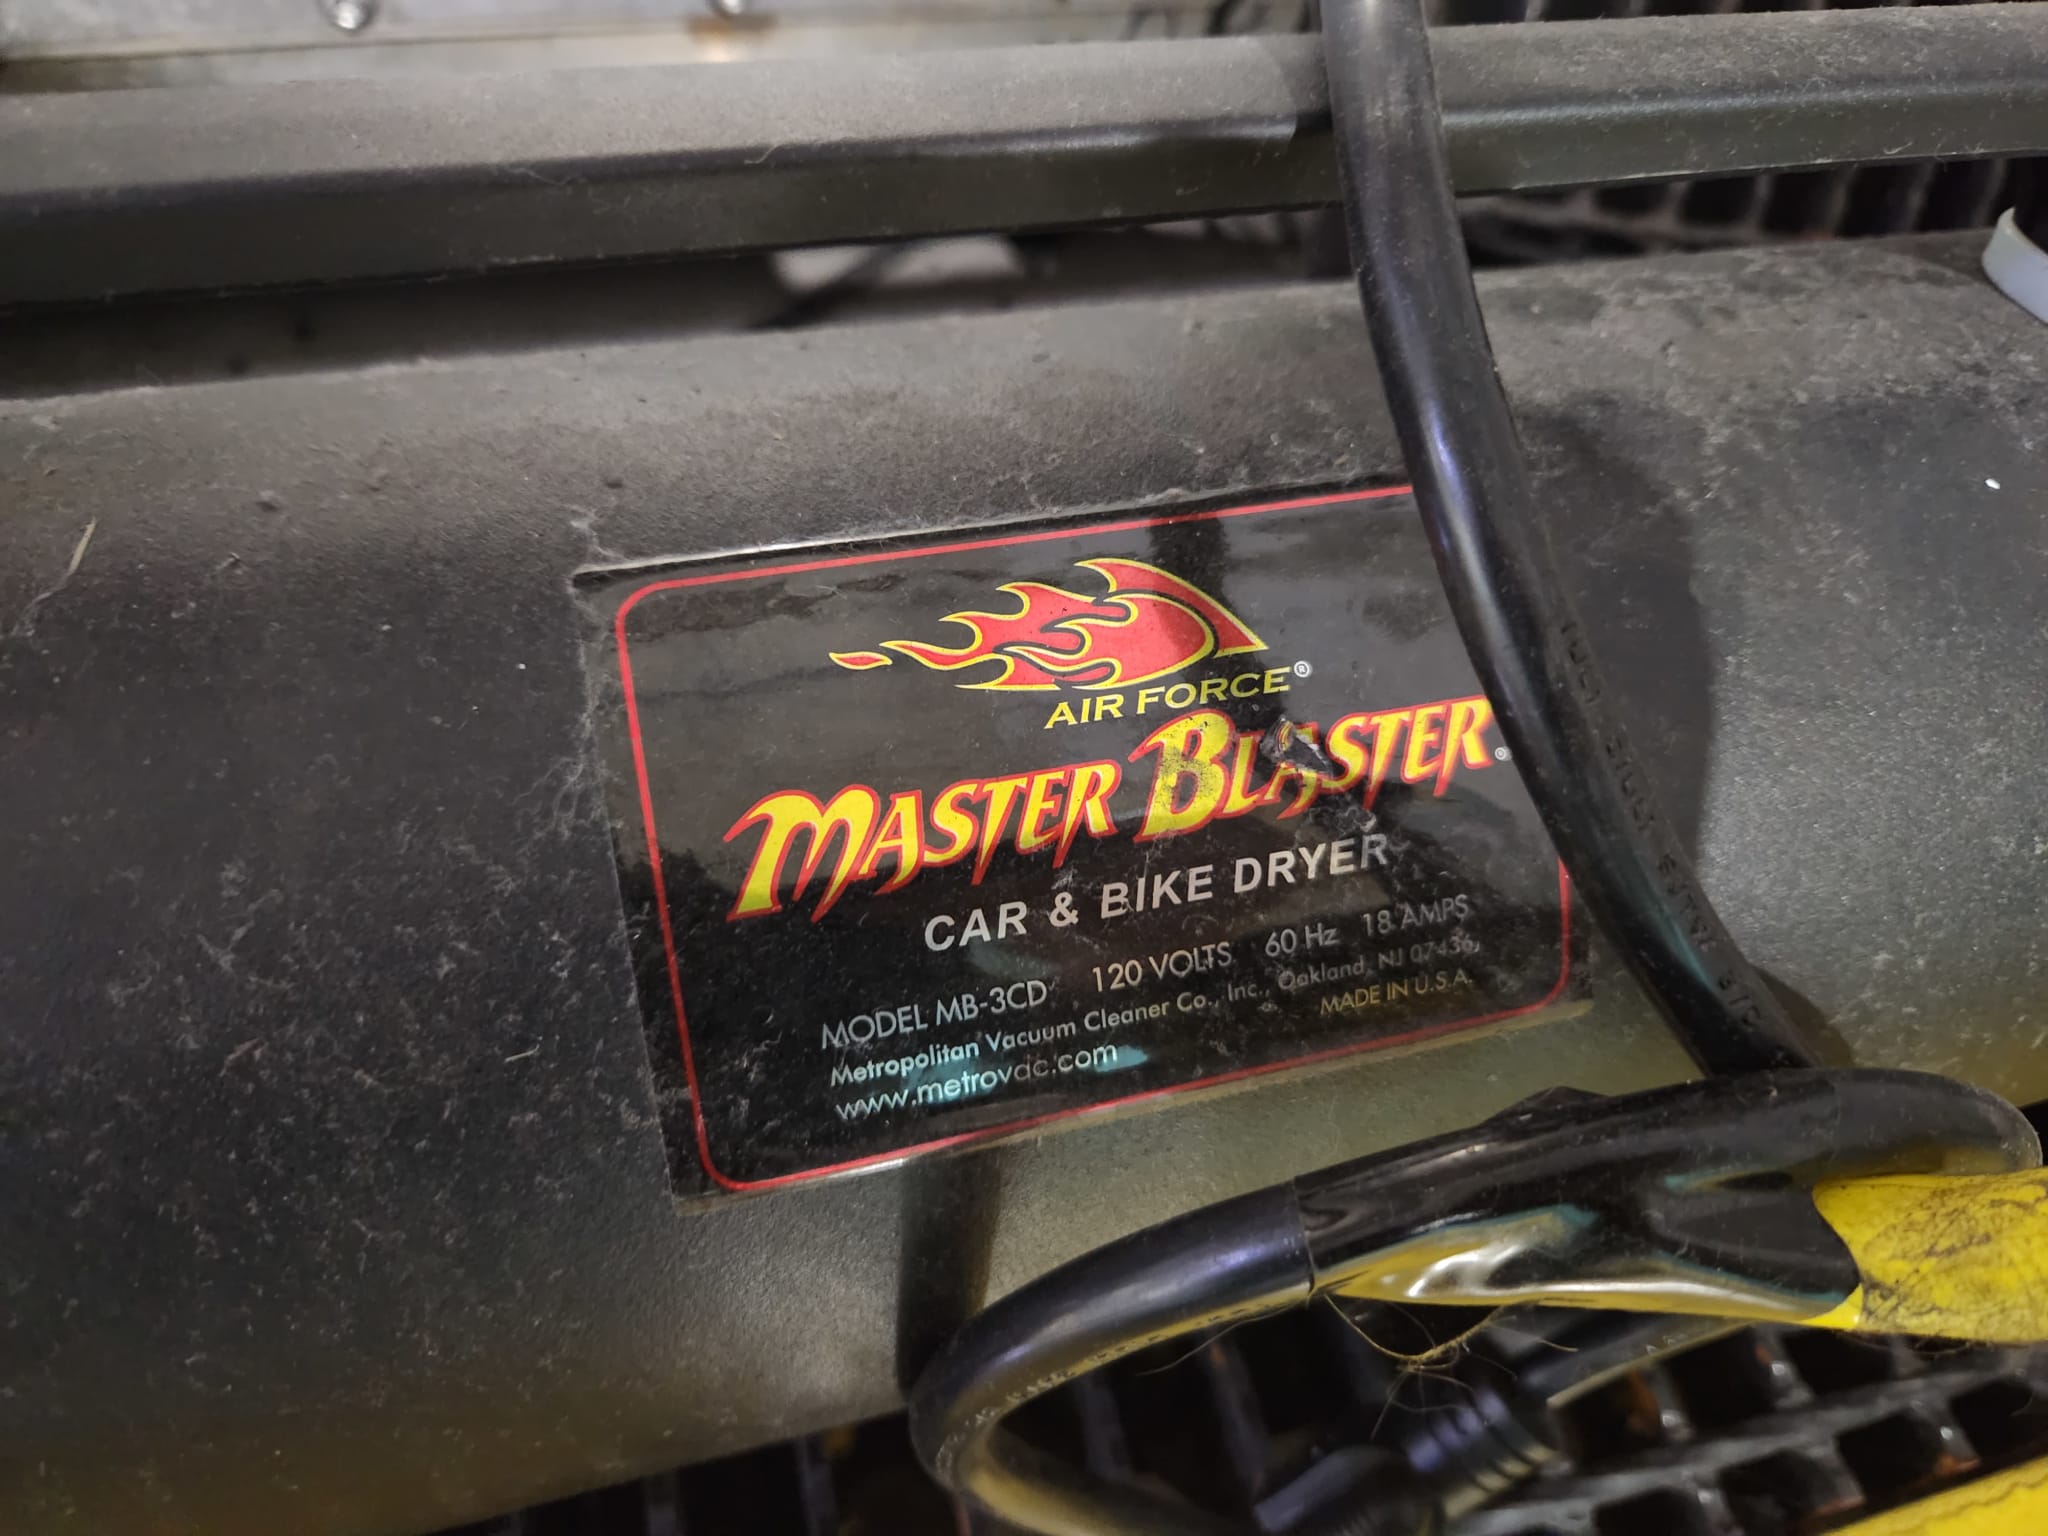 AIR FORCE®
MASTER BLASTER®
CAR & BIKE DRYER
MODEL MB-3CD 120 VOLTS 60 Hz 18 AMPS
Metropolitan Vacuum Cleaner Co., Inc., Oakland, NJ 07436,
www.metrovdc.com MADE IN U.S.A.